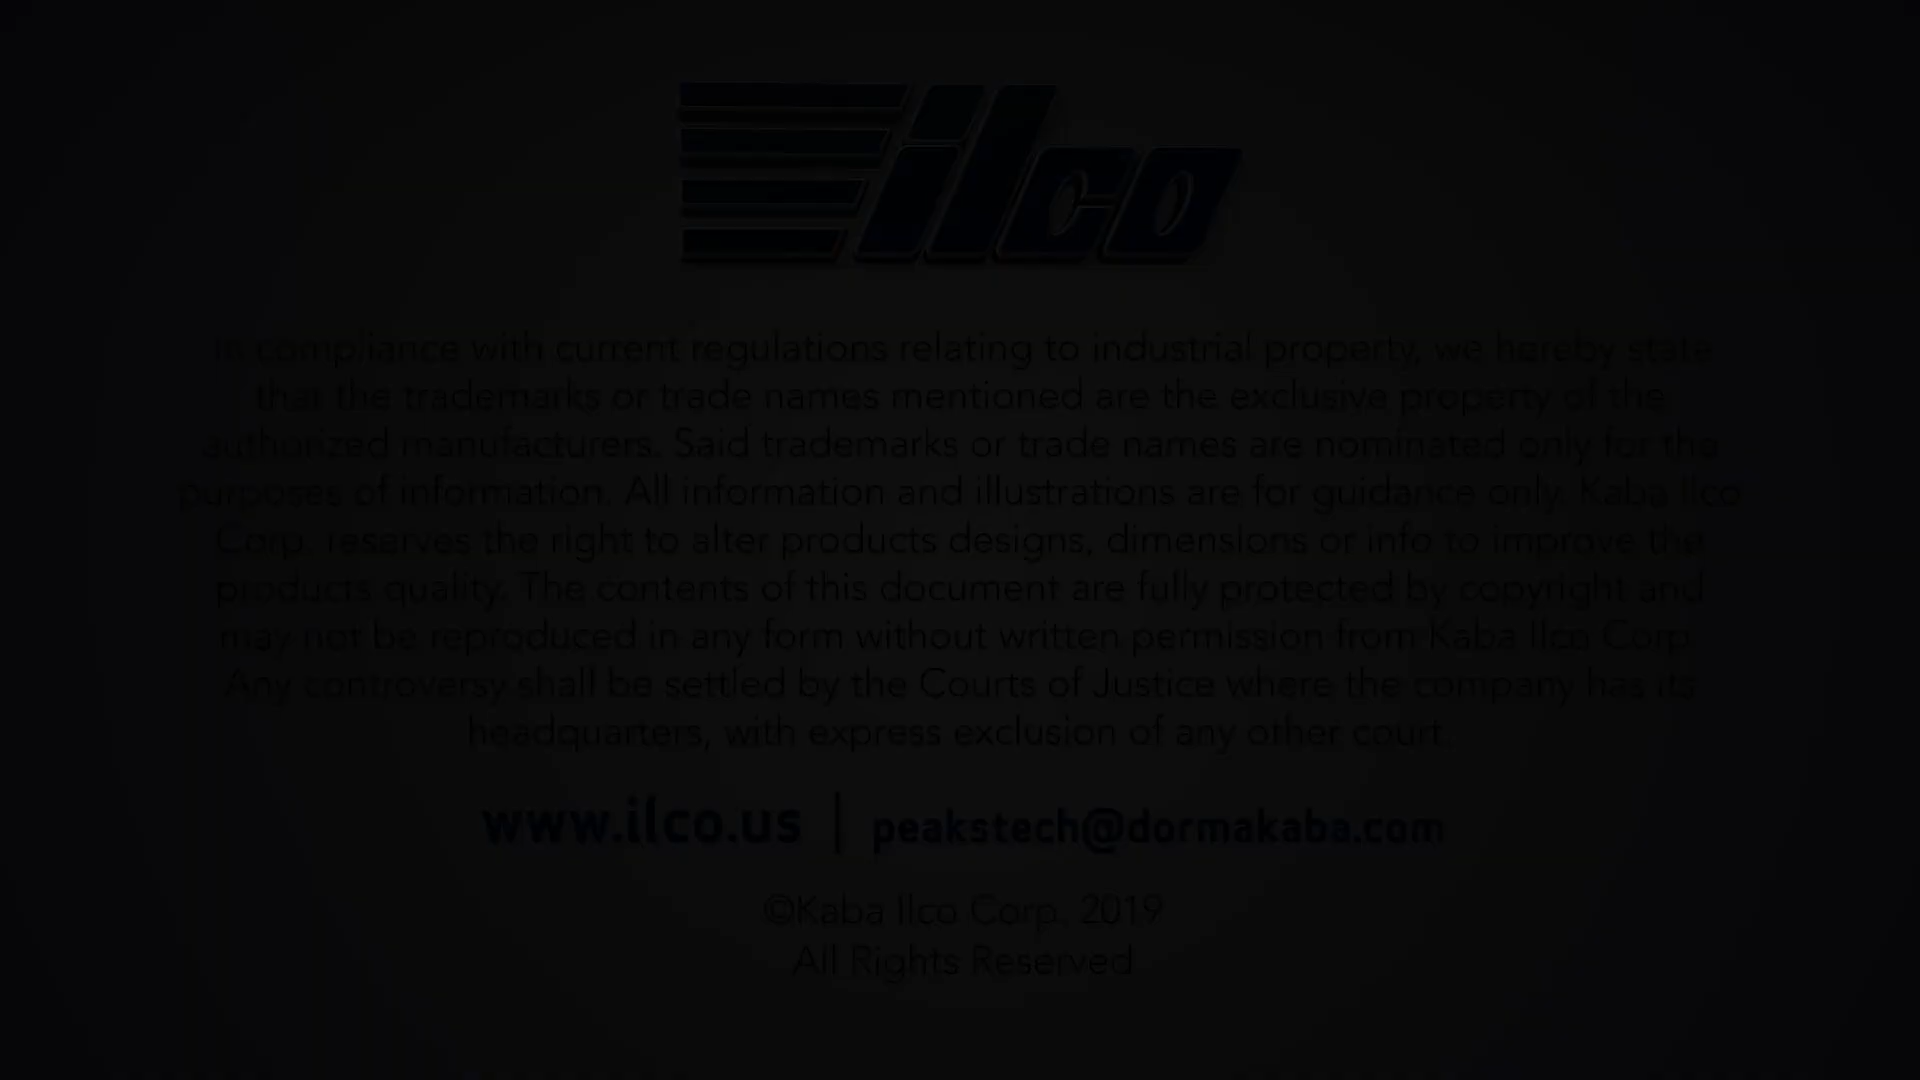 ilco
In compliance with current regulations relating to industrial property, we hereby state
that the trademarks or trade names mentioned are the exclusive property of the
authorized manufacturers. Said trademarks or trade names are nominated only for the
purposes of information. All information and illustrations are for guidance only. Kaba Ilco
Corp. reserves the right to alter products designs, dimensions or info to improve the
products quality. The contents of this document are fully protected by copyright and
may not be reproduced in any form without written permission from Kaba Ilco Corp.
Any controversy shall be settled by the Courts of Justice where the company has its
headquarters, with express exclusion of any other court.
www.ilco.us | peakstech@dormakaba.com
©Kaba Ilco Corp. 2019
All Rights Reserved